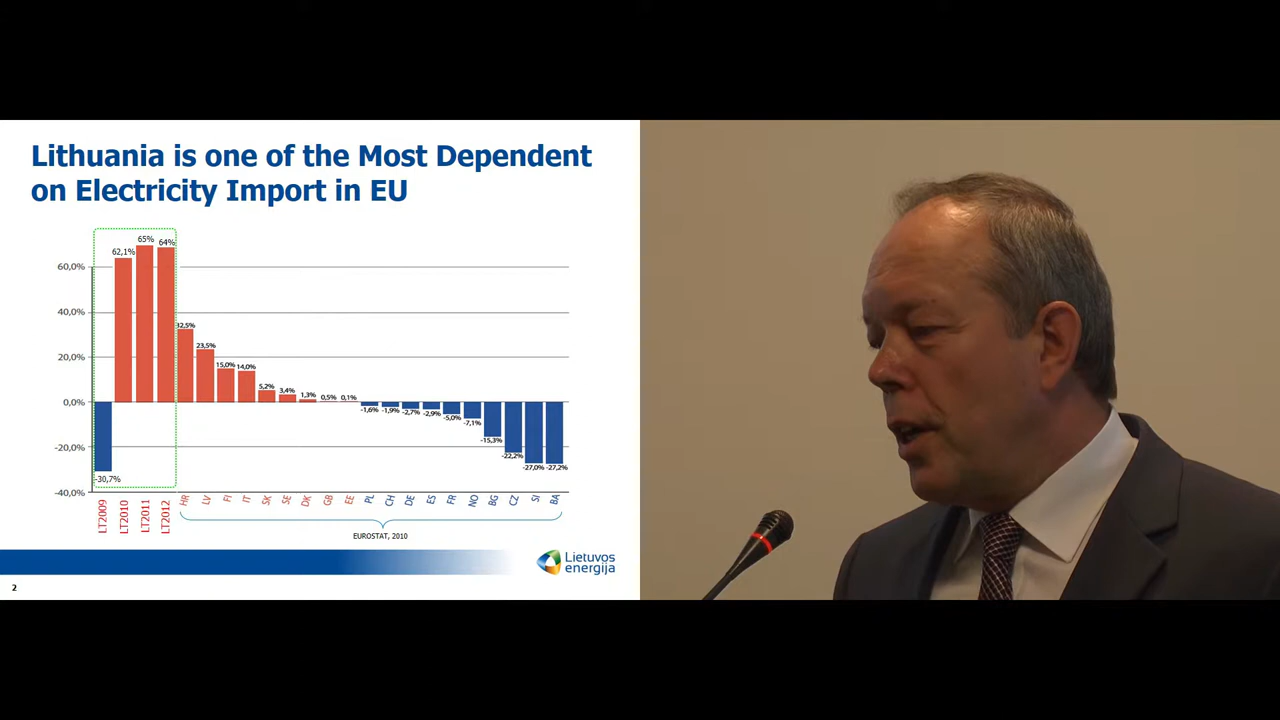 Lithuania is one of the Most Dependent
on Electricity Import in EU
60,0%
40,0%
20,0%
0,0%
-20,0%
-40,0%
-30,7%
62,1%
65%
64%
32,5%
23,5%
15,0%
14,0%
5,2%
3,4%
1,3%
0,5%
0,1%
-1,6%
-1,9%
-2,7%
-2,9%
-5,0%
-7,1%
-15,3%
-22,2%
-27,0%
-27,2%
LT2009
LT2010
LT2011
LT2012
HR
LV
FI
IT
SK
SE
DK
GB
EE
PL
CH
DE
ES
FR
NO
BG
CZ
SI
BA
EUROSTAT, 2010
Lietuvos
energija
2